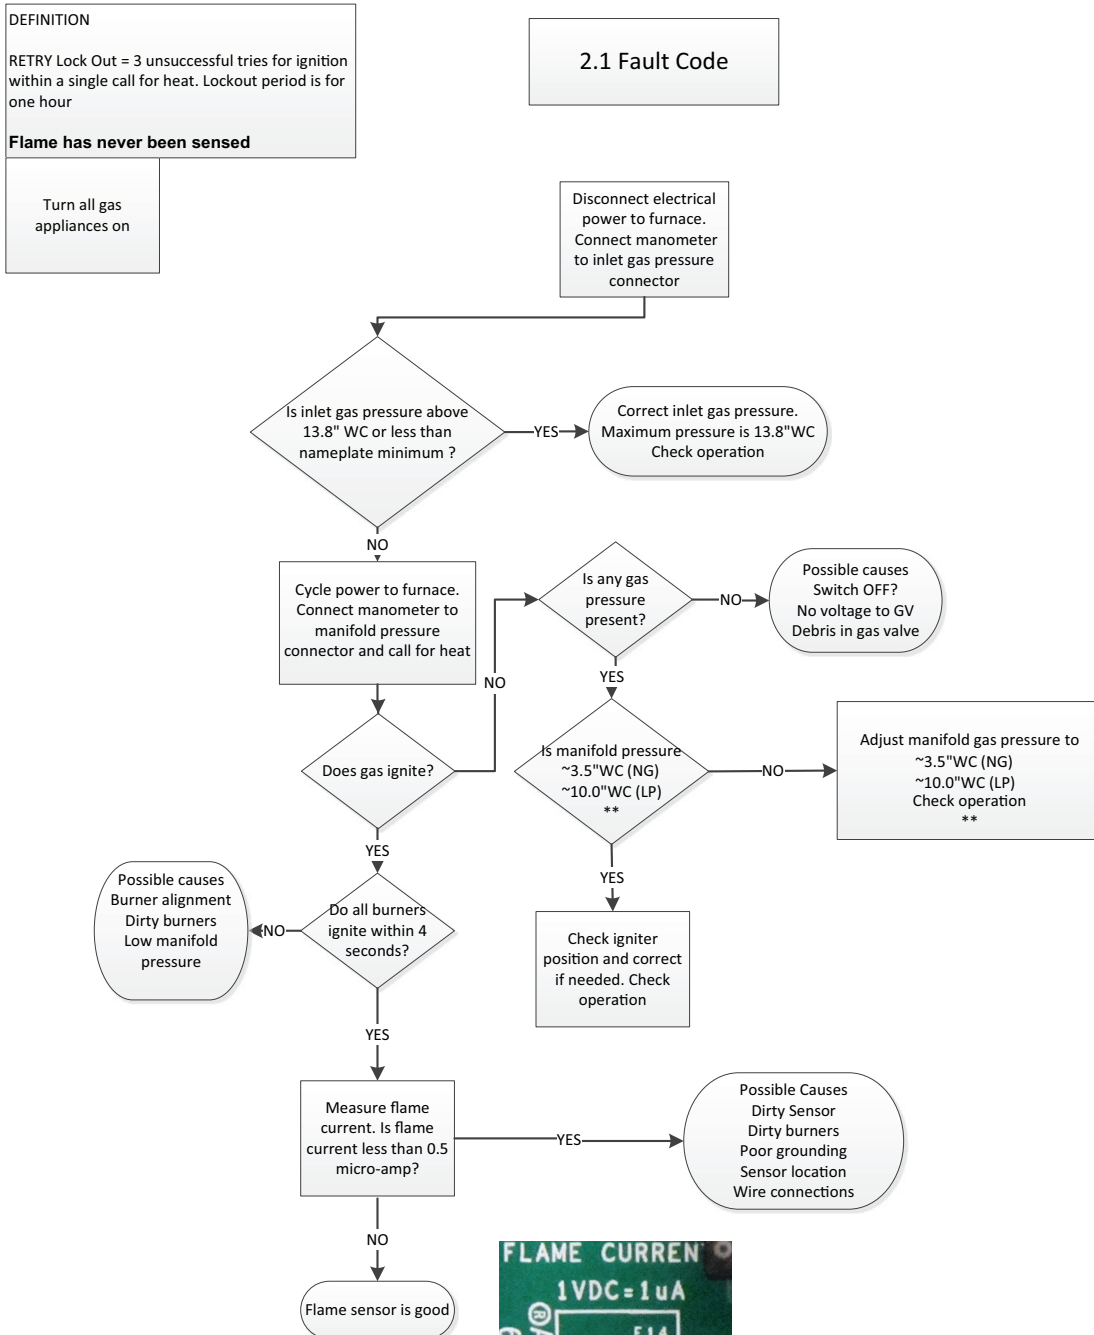 DEFINITION
RETRY Lock Out = 3 unsuccessful tries for ignition
within a single call for heat. Lockout period is for
one hour
Flame has never been sensed
2.1 Fault Code
Turn all gas
appliances on
Disconnect electrical
power to furnace.
Connect manometer
to inlet gas pressure
connector
Is inlet gas pressure above
13.8" WC or less than
nameplate minimum ?
YES
Correct inlet gas pressure.
Maximum pressure is 13.8"WC
Check operation
NO
Cycle power to furnace.
Connect manometer to
manifold pressure
connector and call for heat
NO
Is any gas
pressure
present?
NO
Possible causes
Switch OFF?
No voltage to GV
Debris in gas valve
YES
Does gas ignite?
Is manifold pressure
~3.5"WC (NG)
~10.0"WC (LP)
**
NO
Adjust manifold gas pressure to
~3.5"WC (NG)
~10.0"WC (LP)
Check operation
**
YES
YES
Possible causes
Burner alignment
Dirty burners
Low manifold
pressure
NO
Do all burners
ignite within 4
seconds?
Check igniter
position and correct
if needed. Check
operation
YES
Measure flame
current. Is flame
current less than 0.5
micro-amp?
YES
Possible Causes
Dirty Sensor
Dirty burners
Poor grounding
Sensor location
Wire connections
NO
Flame sensor is good
FLAME CURREN
1VDC=1uA
®A
E14